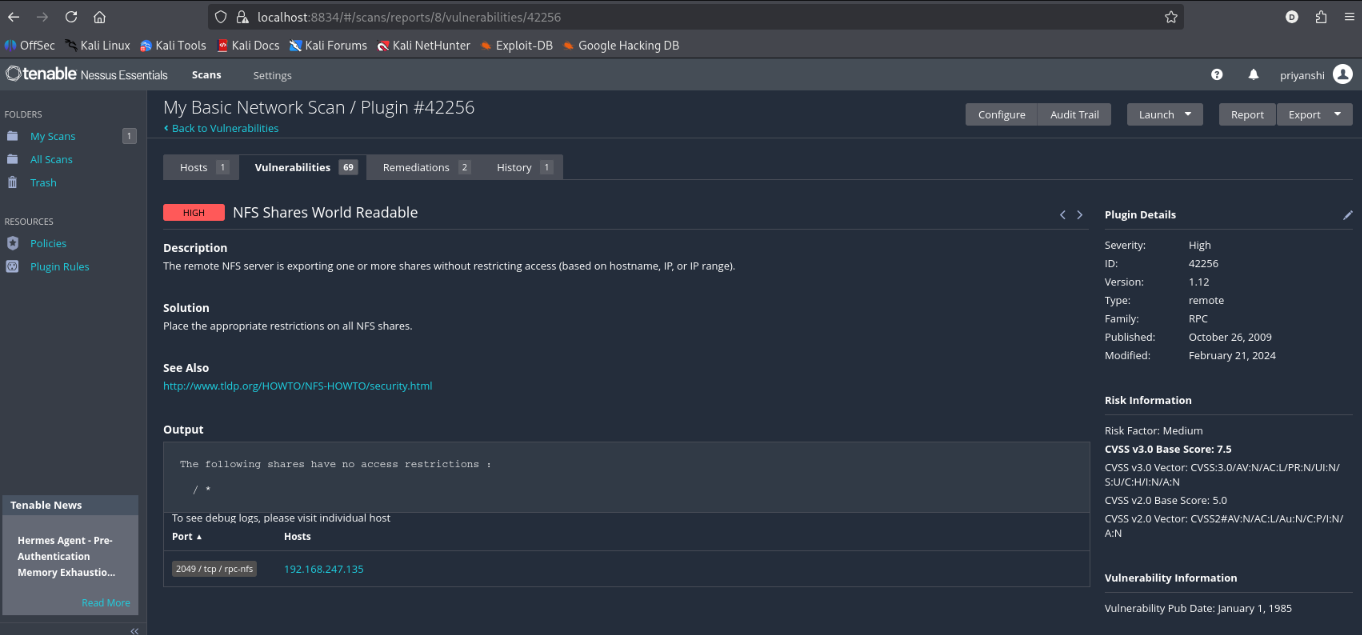 localhost:8834/#/scans/reports/8/vulnerabilities/42256
D
OffSec Kali Linux Kali Tools Kali Docs Kali Forums Kali NetHunter Exploit-DB Google Hacking DB
tenable Nessus Essentials Scans Settings ? priyanshi
FOLDERS
My Scans 1
All Scans
Trash
RESOURCES
Policies
Plugin Rules
Tenable News
Hermes Agent - Pre-
Authentication
Memory Exhaustio...
Read More
My Basic Network Scan / Plugin #42256
‹ Back to Vulnerabilities
Configure Audit Trail Launch Report Export
Hosts 1 Vulnerabilities 69 Remediations 2 History 1
HIGH NFS Shares World Readable
Description
The remote NFS server is exporting one or more shares without restricting access (based on hostname, IP, or IP range).
Solution
Place the appropriate restrictions on all NFS shares.
See Also
http://www.tldp.org/HOWTO/NFS-HOWTO/security.html
Output
The following shares have no access restrictions :
/ *
To see debug logs, please visit individual host
Port ▲ Hosts
2049 / tcp / rpc-nfs 192.168.247.135
Plugin Details
Severity: High
ID: 42256
Version: 1.12
Type: remote
Family: RPC
Published: October 26, 2009
Modified: February 21, 2024
Risk Information
Risk Factor: Medium
CVSS v3.0 Base Score: 7.5
CVSS v3.0 Vector: CVSS:3.0/AV:N/AC:L/PR:N/UI:N/
S:U/C:H/I:N/A:N
CVSS v2.0 Base Score: 5.0
CVSS v2.0 Vector: CVSS2#AV:N/AC:L/Au:N/C:P/I:N/
A:N
Vulnerability Information
Vulnerability Pub Date: January 1, 1985